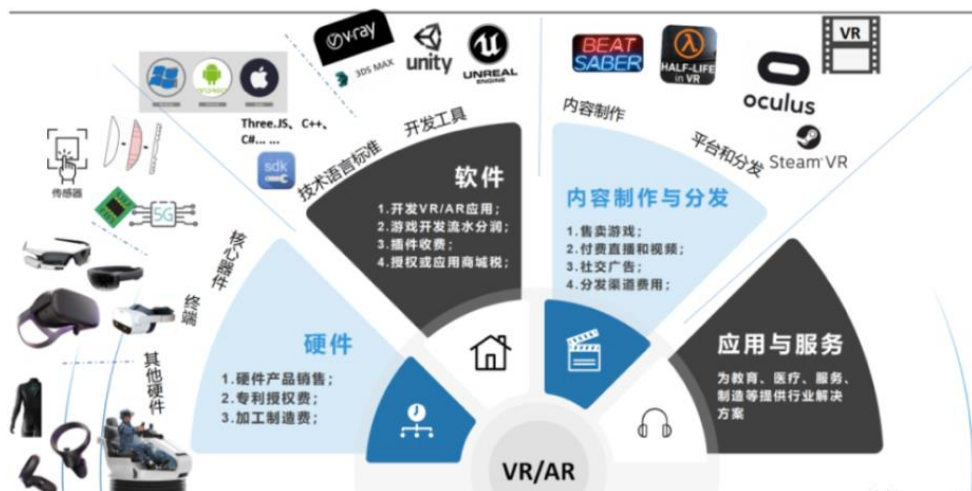 v-ray
3DS MAX
unity
UNREAL
ENGINE
BEAT
SABER
HALF-LIFE
in VR
VR
oculus
Steam VR
Three.JS、C++、
C#... ...
sdk
技术语言标准
开发工具
内容制作
平台和分发
传感器
5G
核心器件
终端
其他硬件
软件
1.开发VR/AR应用；
2.游戏开发流水分润；
3.插件收费；
4.授权或应用商城税；
内容制作与分发
1.售卖游戏；
2.付费直播和视频；
3.社交广告；
4.分发渠道费用；
硬件
1.硬件产品销售；
2.专利授权费；
3.加工制造费；
应用与服务
为教育、医疗、服务、
制造等提供行业解决
方案
VR/AR